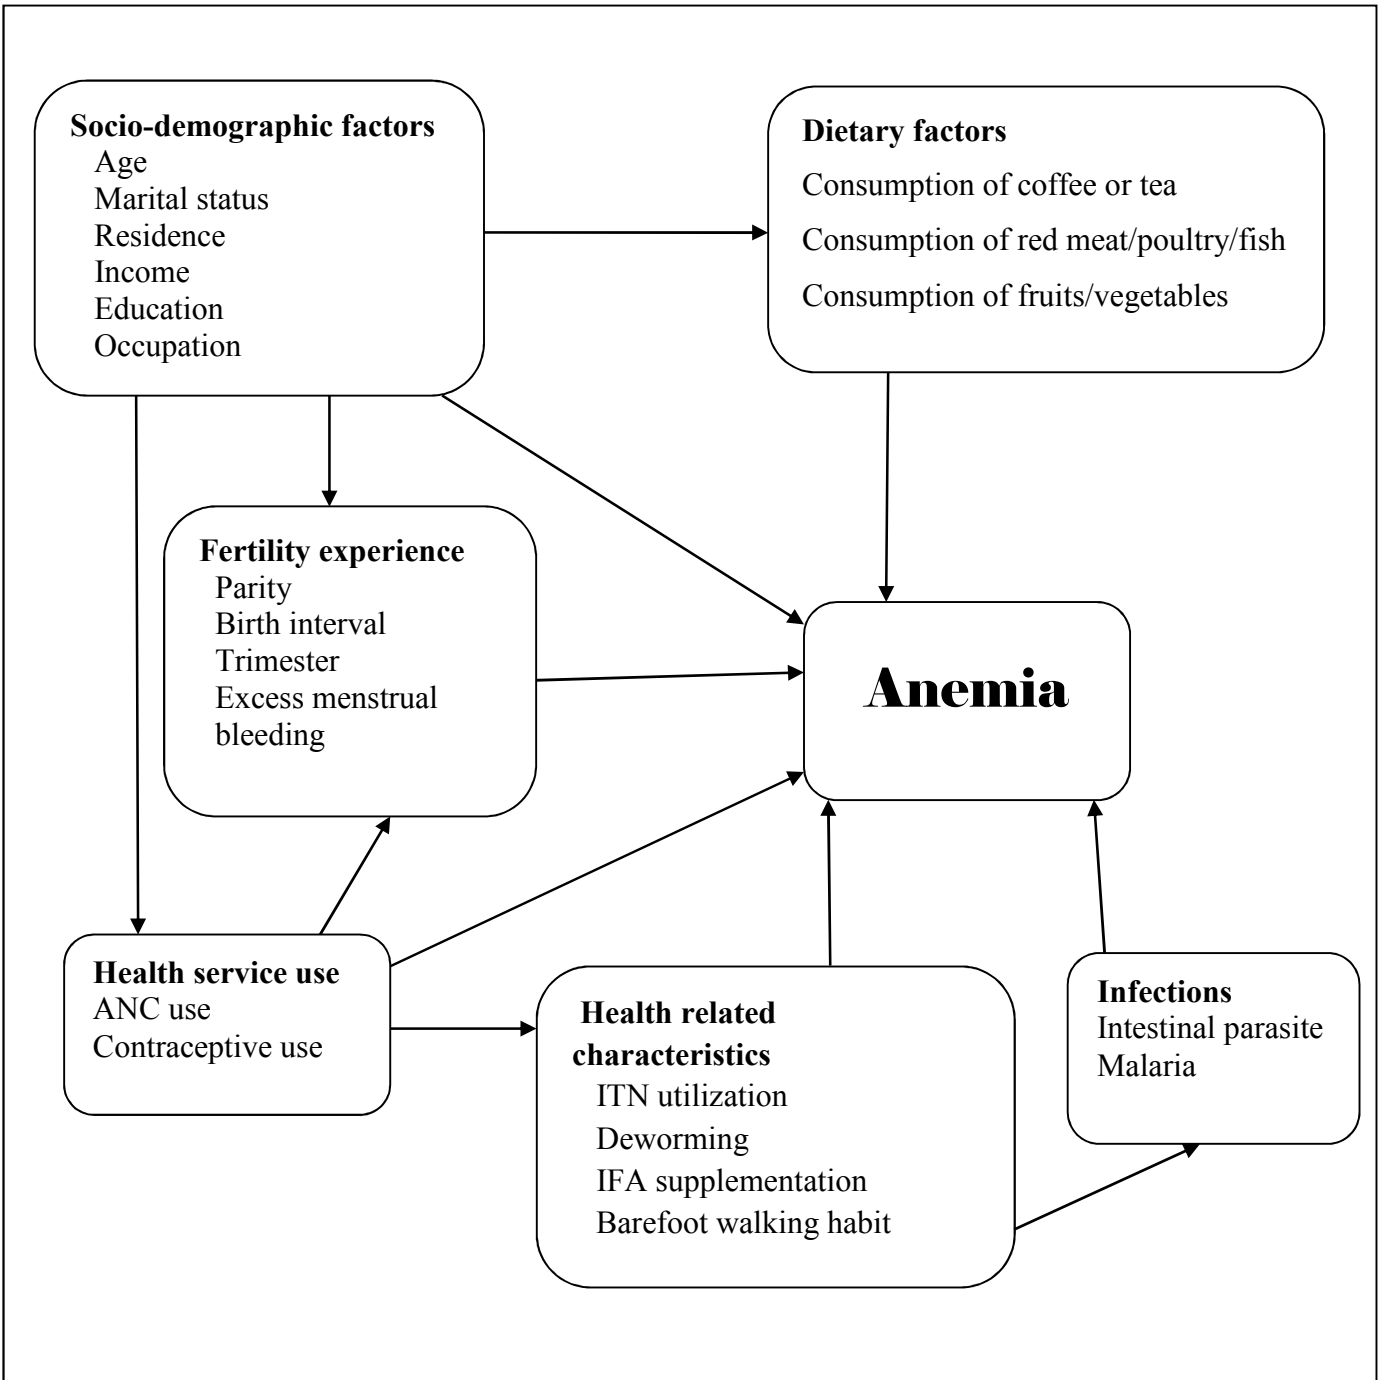 Socio-demographic factors
Age
Marital status
Residence
Income
Education
Occupation
Dietary factors
Consumption of coffee or tea
Consumption of red meat/poultry/fish
Consumption of fruits/vegetables
Fertility experience
Parity
Birth interval
Trimester
Excess menstrual
bleeding
Anemia
Health service use
ANC use
Contraceptive use
Health related
characteristics
ITN utilization
Deworming
IFA supplementation
Barefoot walking habit
Infections
Intestinal parasite
Malaria